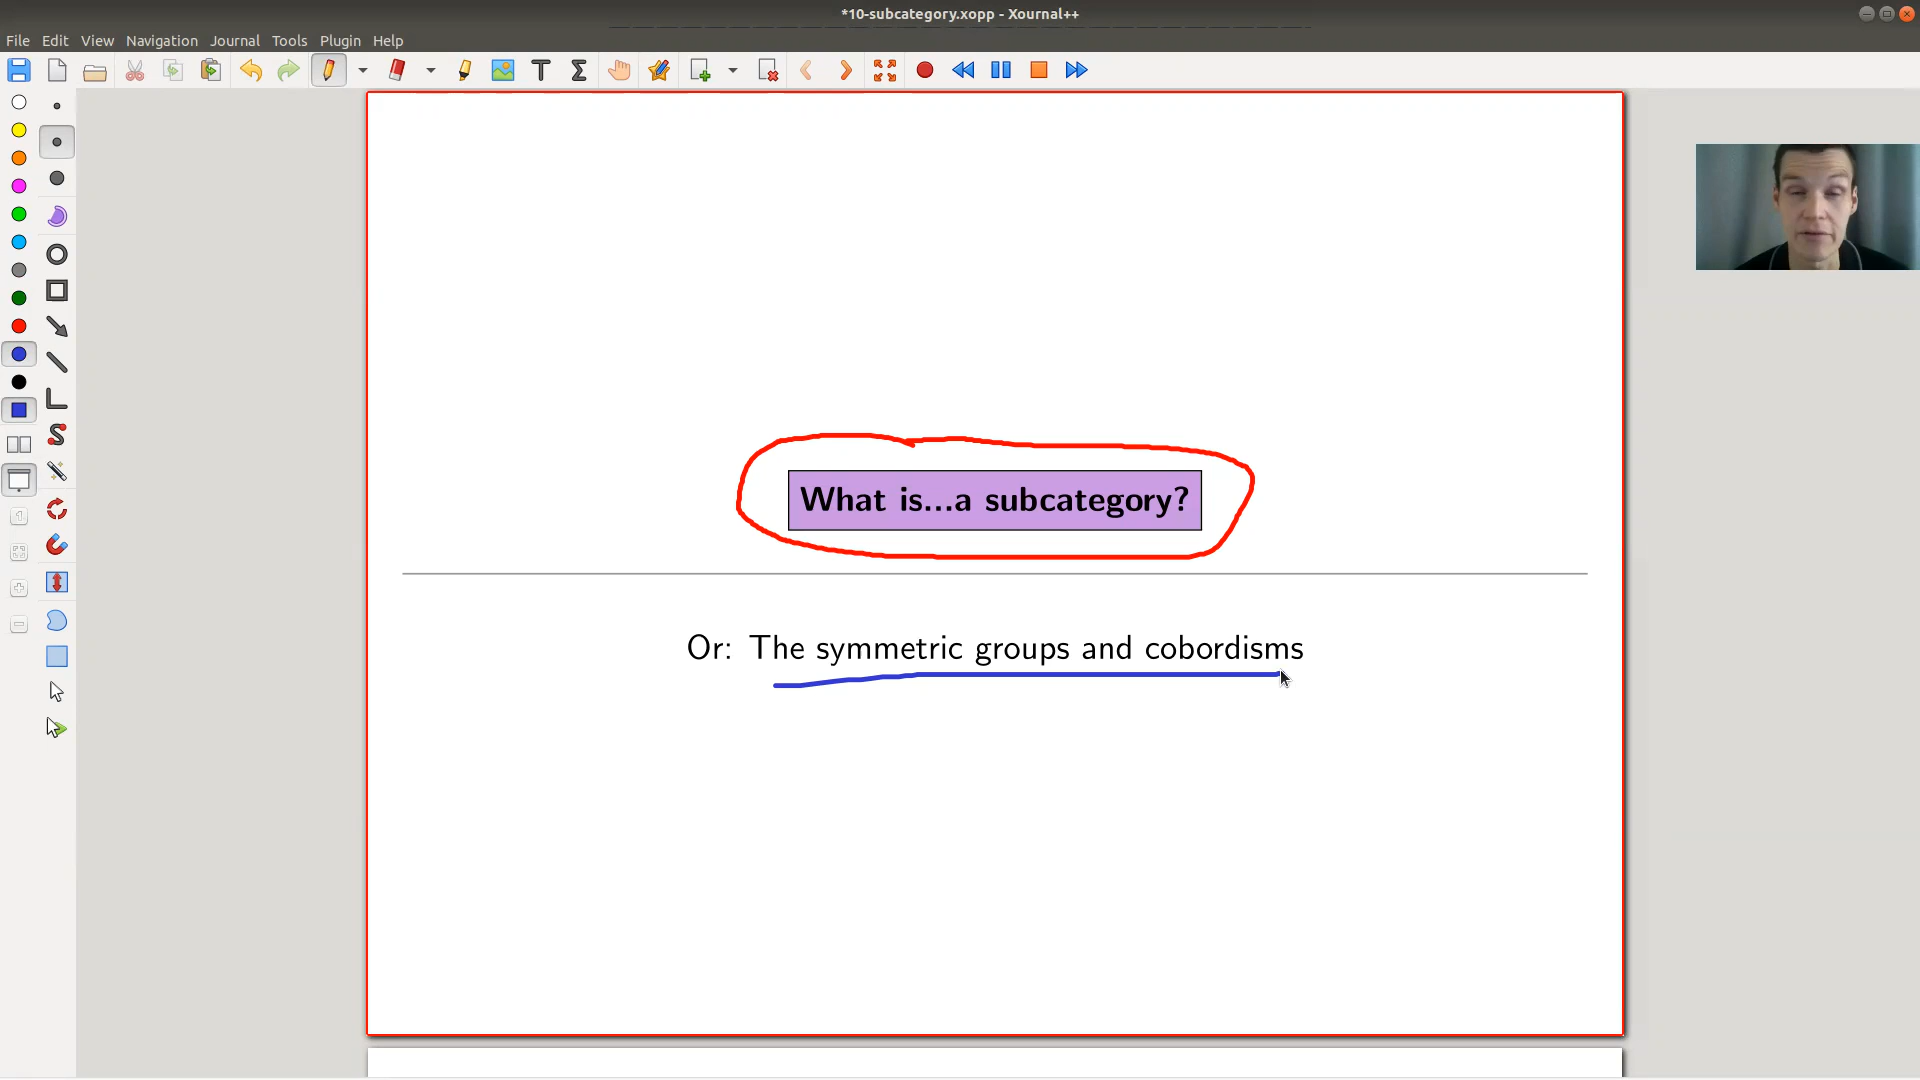 *10-subcategory.xopp - Xournal++
File Edit View Navigation Journal Tools Plugin Help
What is...a subcategory?
Or: The symmetric groups and cobordisms